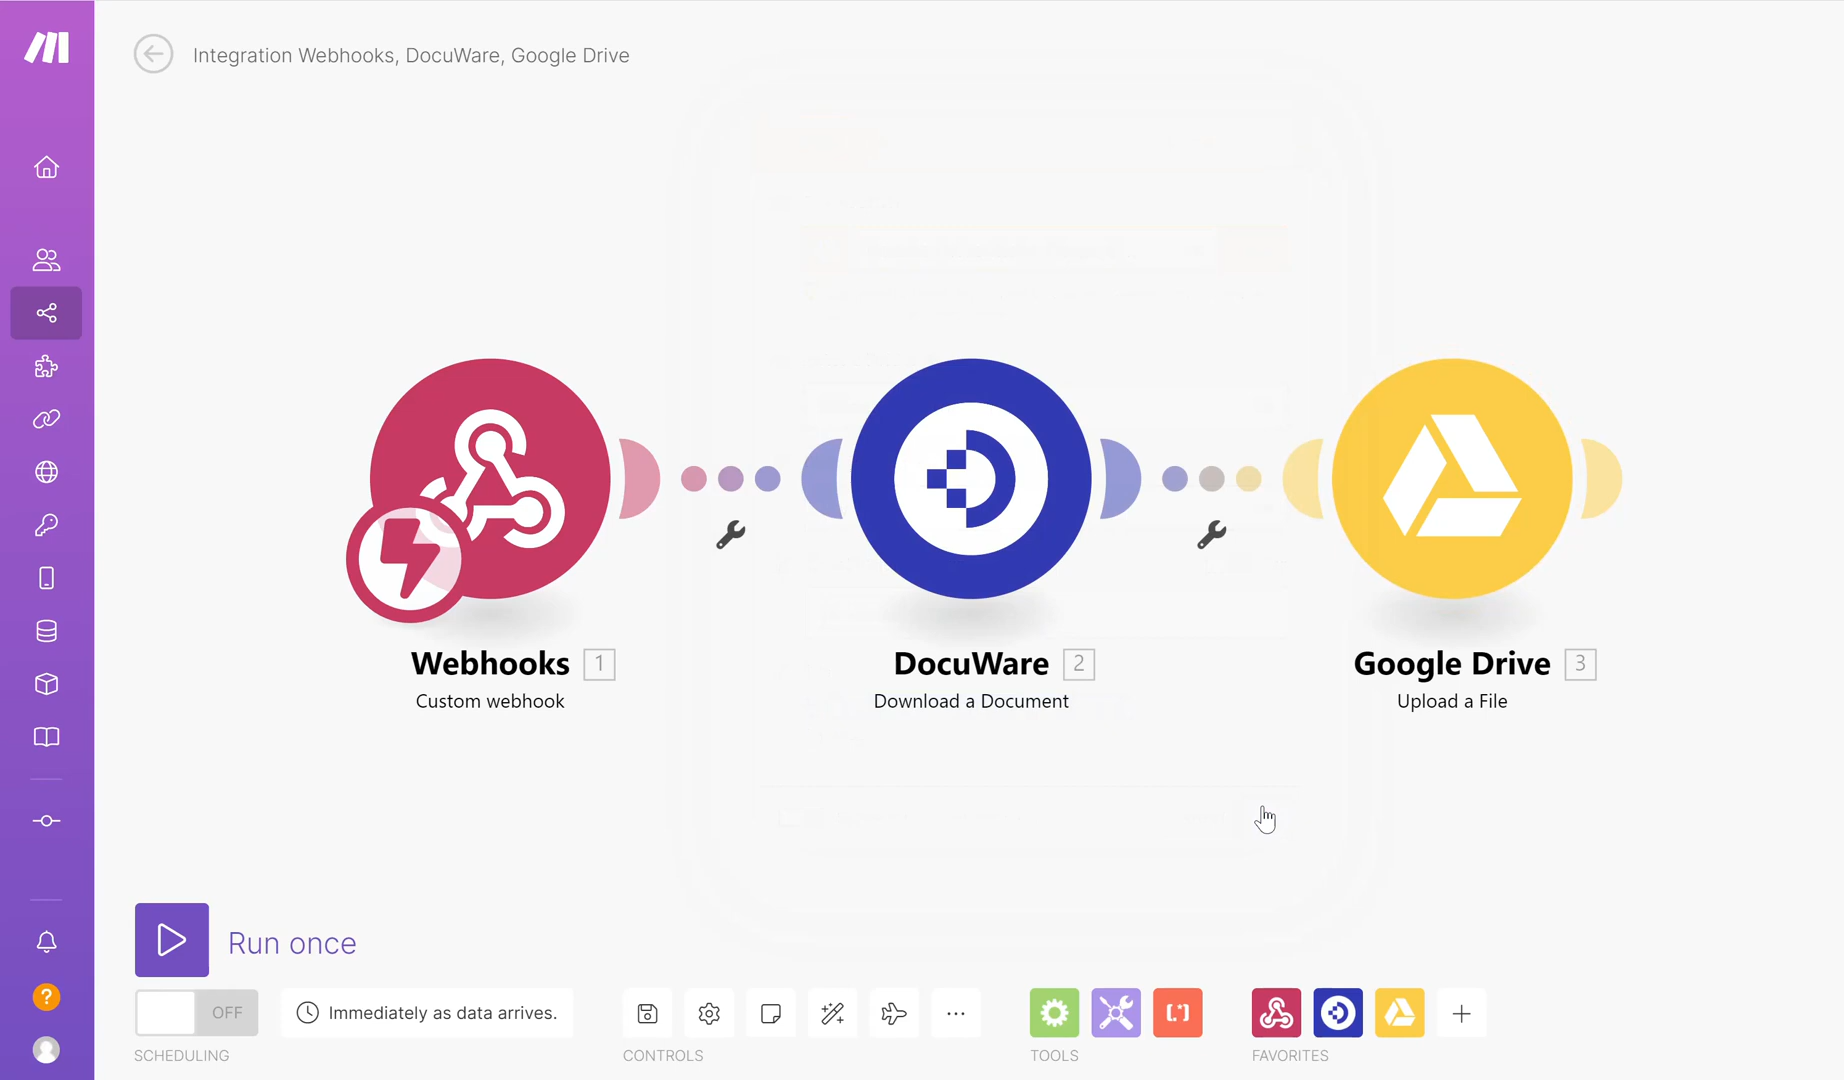 Integration Webhooks, DocuWare, Google Drive
Webhooks 1
Custom webhook
DocuWare 2
Download a Document
Google Drive 3
Upload a File
Run once
OFF
Immediately as data arrives.
SCHEDULING
CONTROLS
TOOLS
FAVORITES